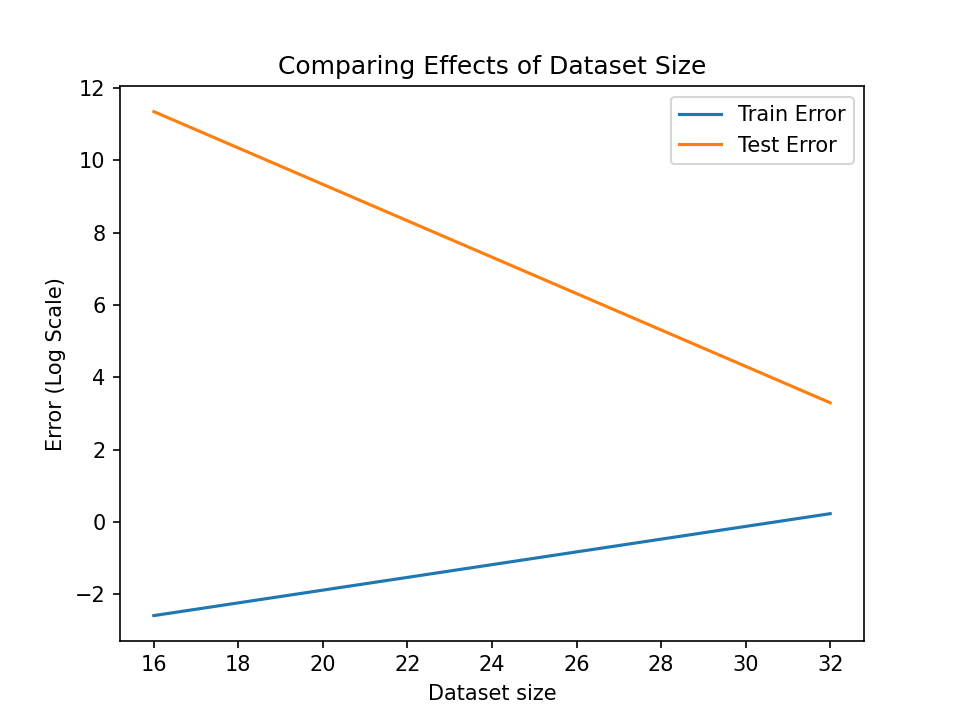 Comparing Effects of Dataset Size
Train Error
Test Error
12
10
8
6
4
2
0
−2
Error (Log Scale)
16 18 20 22 24 26 28 30 32
Dataset size